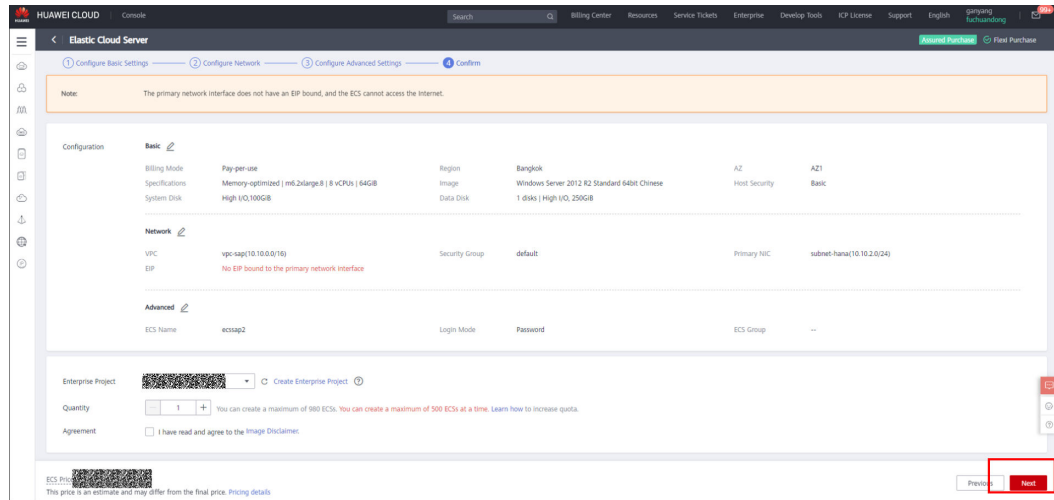 HUAWEI
HUAWEI CLOUD Console Search Billing Center Resources Service Tickets Enterprise Develop Tools ICP License Support English ganyang fuchuandong 99+
Elastic Cloud Server Assured Purchase Flexi Purchase
1 Configure Basic Settings 2 Configure Network 3 Configure Advanced Settings 4 Confirm
Note: The primary network interface does not have an EIP bound, and the ECS cannot access the Internet.
Configuration Basic
Billing Mode Pay-per-use Region Bangkok AZ AZ1
Specifications Memory-optimized | m6.2xlarge.8 | 8 vCPUs | 64GiB Image Windows Server 2012 R2 Standard 64bit Chinese Host Security Basic
System Disk High I/O,100GiB Data Disk 1 disks | High I/O, 250GiB
Network
VPC vpc-sap(10.10.0.0/16) Security Group default Primary NIC subnet-hana(10.10.2.0/24)
EIP No EIP bound to the primary network interface
Advanced
ECS Name ecssap2 Login Mode Password ECS Group --
Enterprise Project Create Enterprise Project ?
Quantity - 1 + You can create a maximum of 980 ECSs. You can create a maximum of 500 ECSs at a time. Learn how to increase quota.
Agreement I have read and agree to the Image Disclaimer.
ECS Price Previous Next
This price is an estimate and may differ from the final price. Pricing details